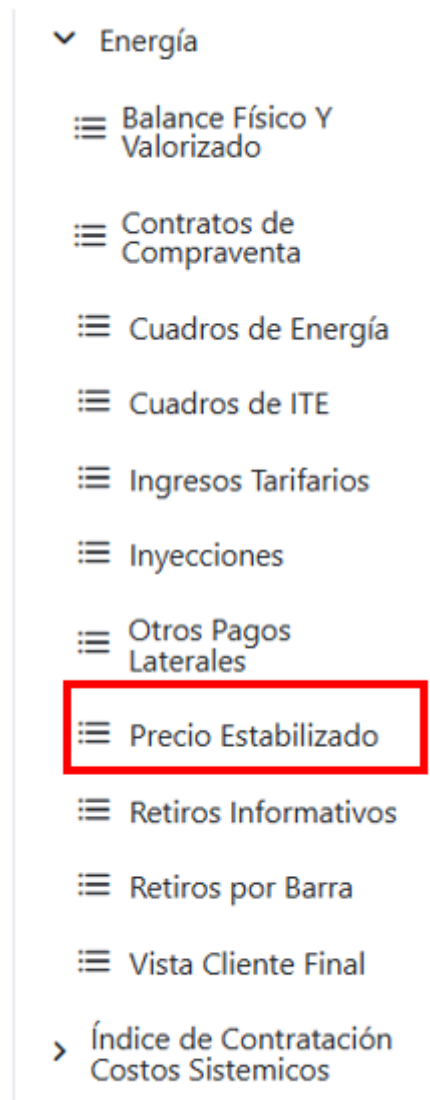 Energía
Balance Físico Y
Valorizado
Contratos de
Compraventa
Cuadros de Energía
Cuadros de ITE
Ingresos Tarifarios
Inyecciones
Otros Pagos
Laterales
Precio Estabilizado
Retiros Informativos
Retiros por Barra
Vista Cliente Final
Índice de Contratación
Costos Sistemicos